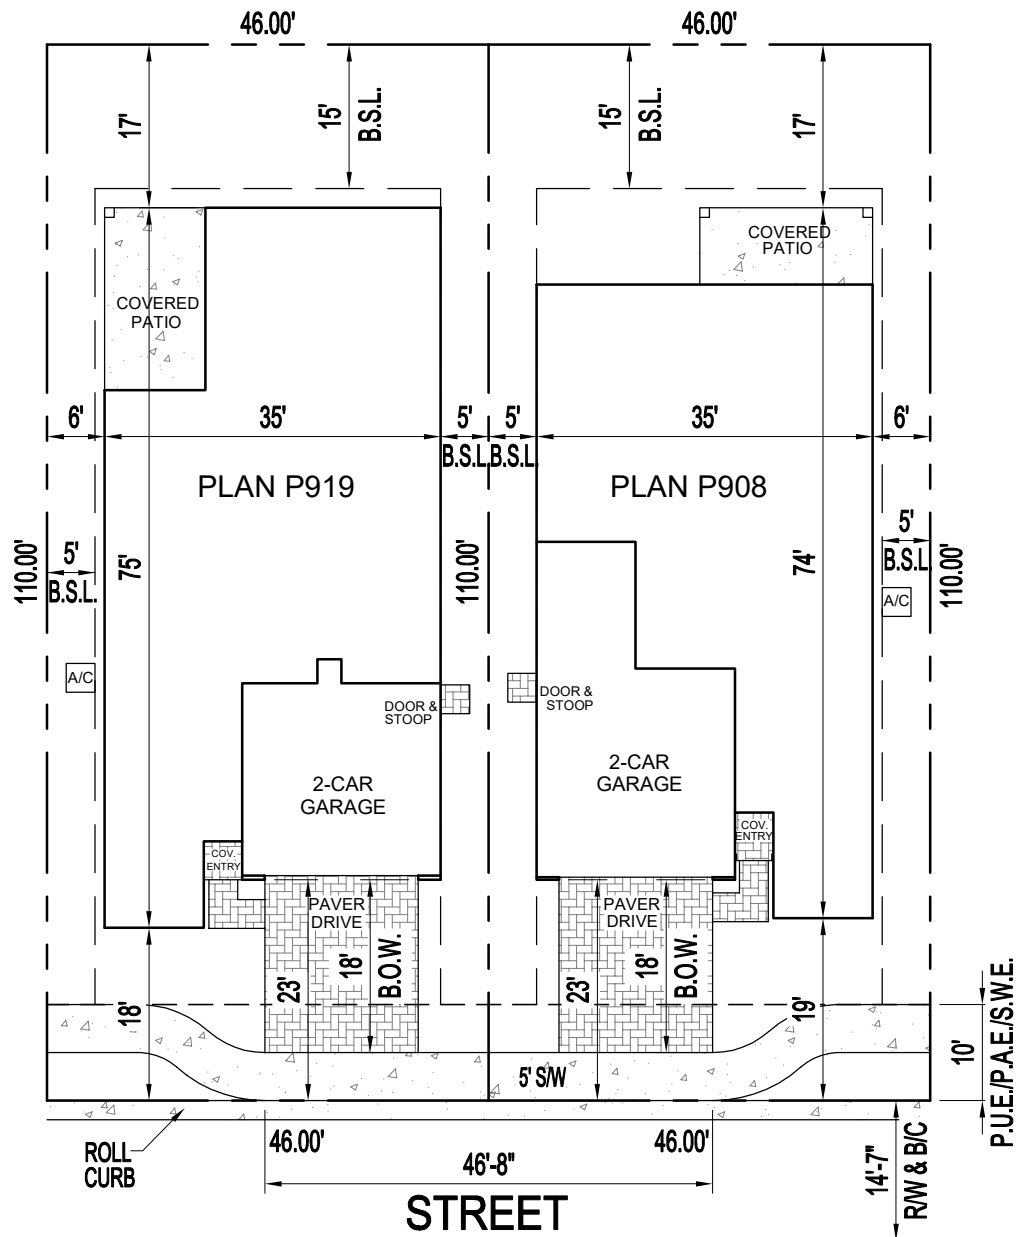 46.00'
46.00'
17'
15'
B.S.L.
15'
B.S.L.
17'
COVERED
PATIO
COVERED
PATIO
6'
35'
5'
B.S.L.
5'
B.S.L.
35'
6'
PLAN P919
PLAN P908
110.00'
5'
B.S.L.
75'
110.00'
74'
5'
B.S.L.
110.00'
A/C
A/C
DOOR &
STOOP
DOOR &
STOOP
2-CAR
GARAGE
2-CAR
GARAGE
COV.
ENTRY
COV.
ENTRY
PAVER
DRIVE
PAVER
DRIVE
18'
23'
18'
B.O.W.
23'
18'
B.O.W.
19'
10'
P.U.E./P.A.E./S.W.E.
5' S/W
ROLL
CURB
46.00'
46.00'
46'-8"
14'-7"
R/W & B/C
STREET